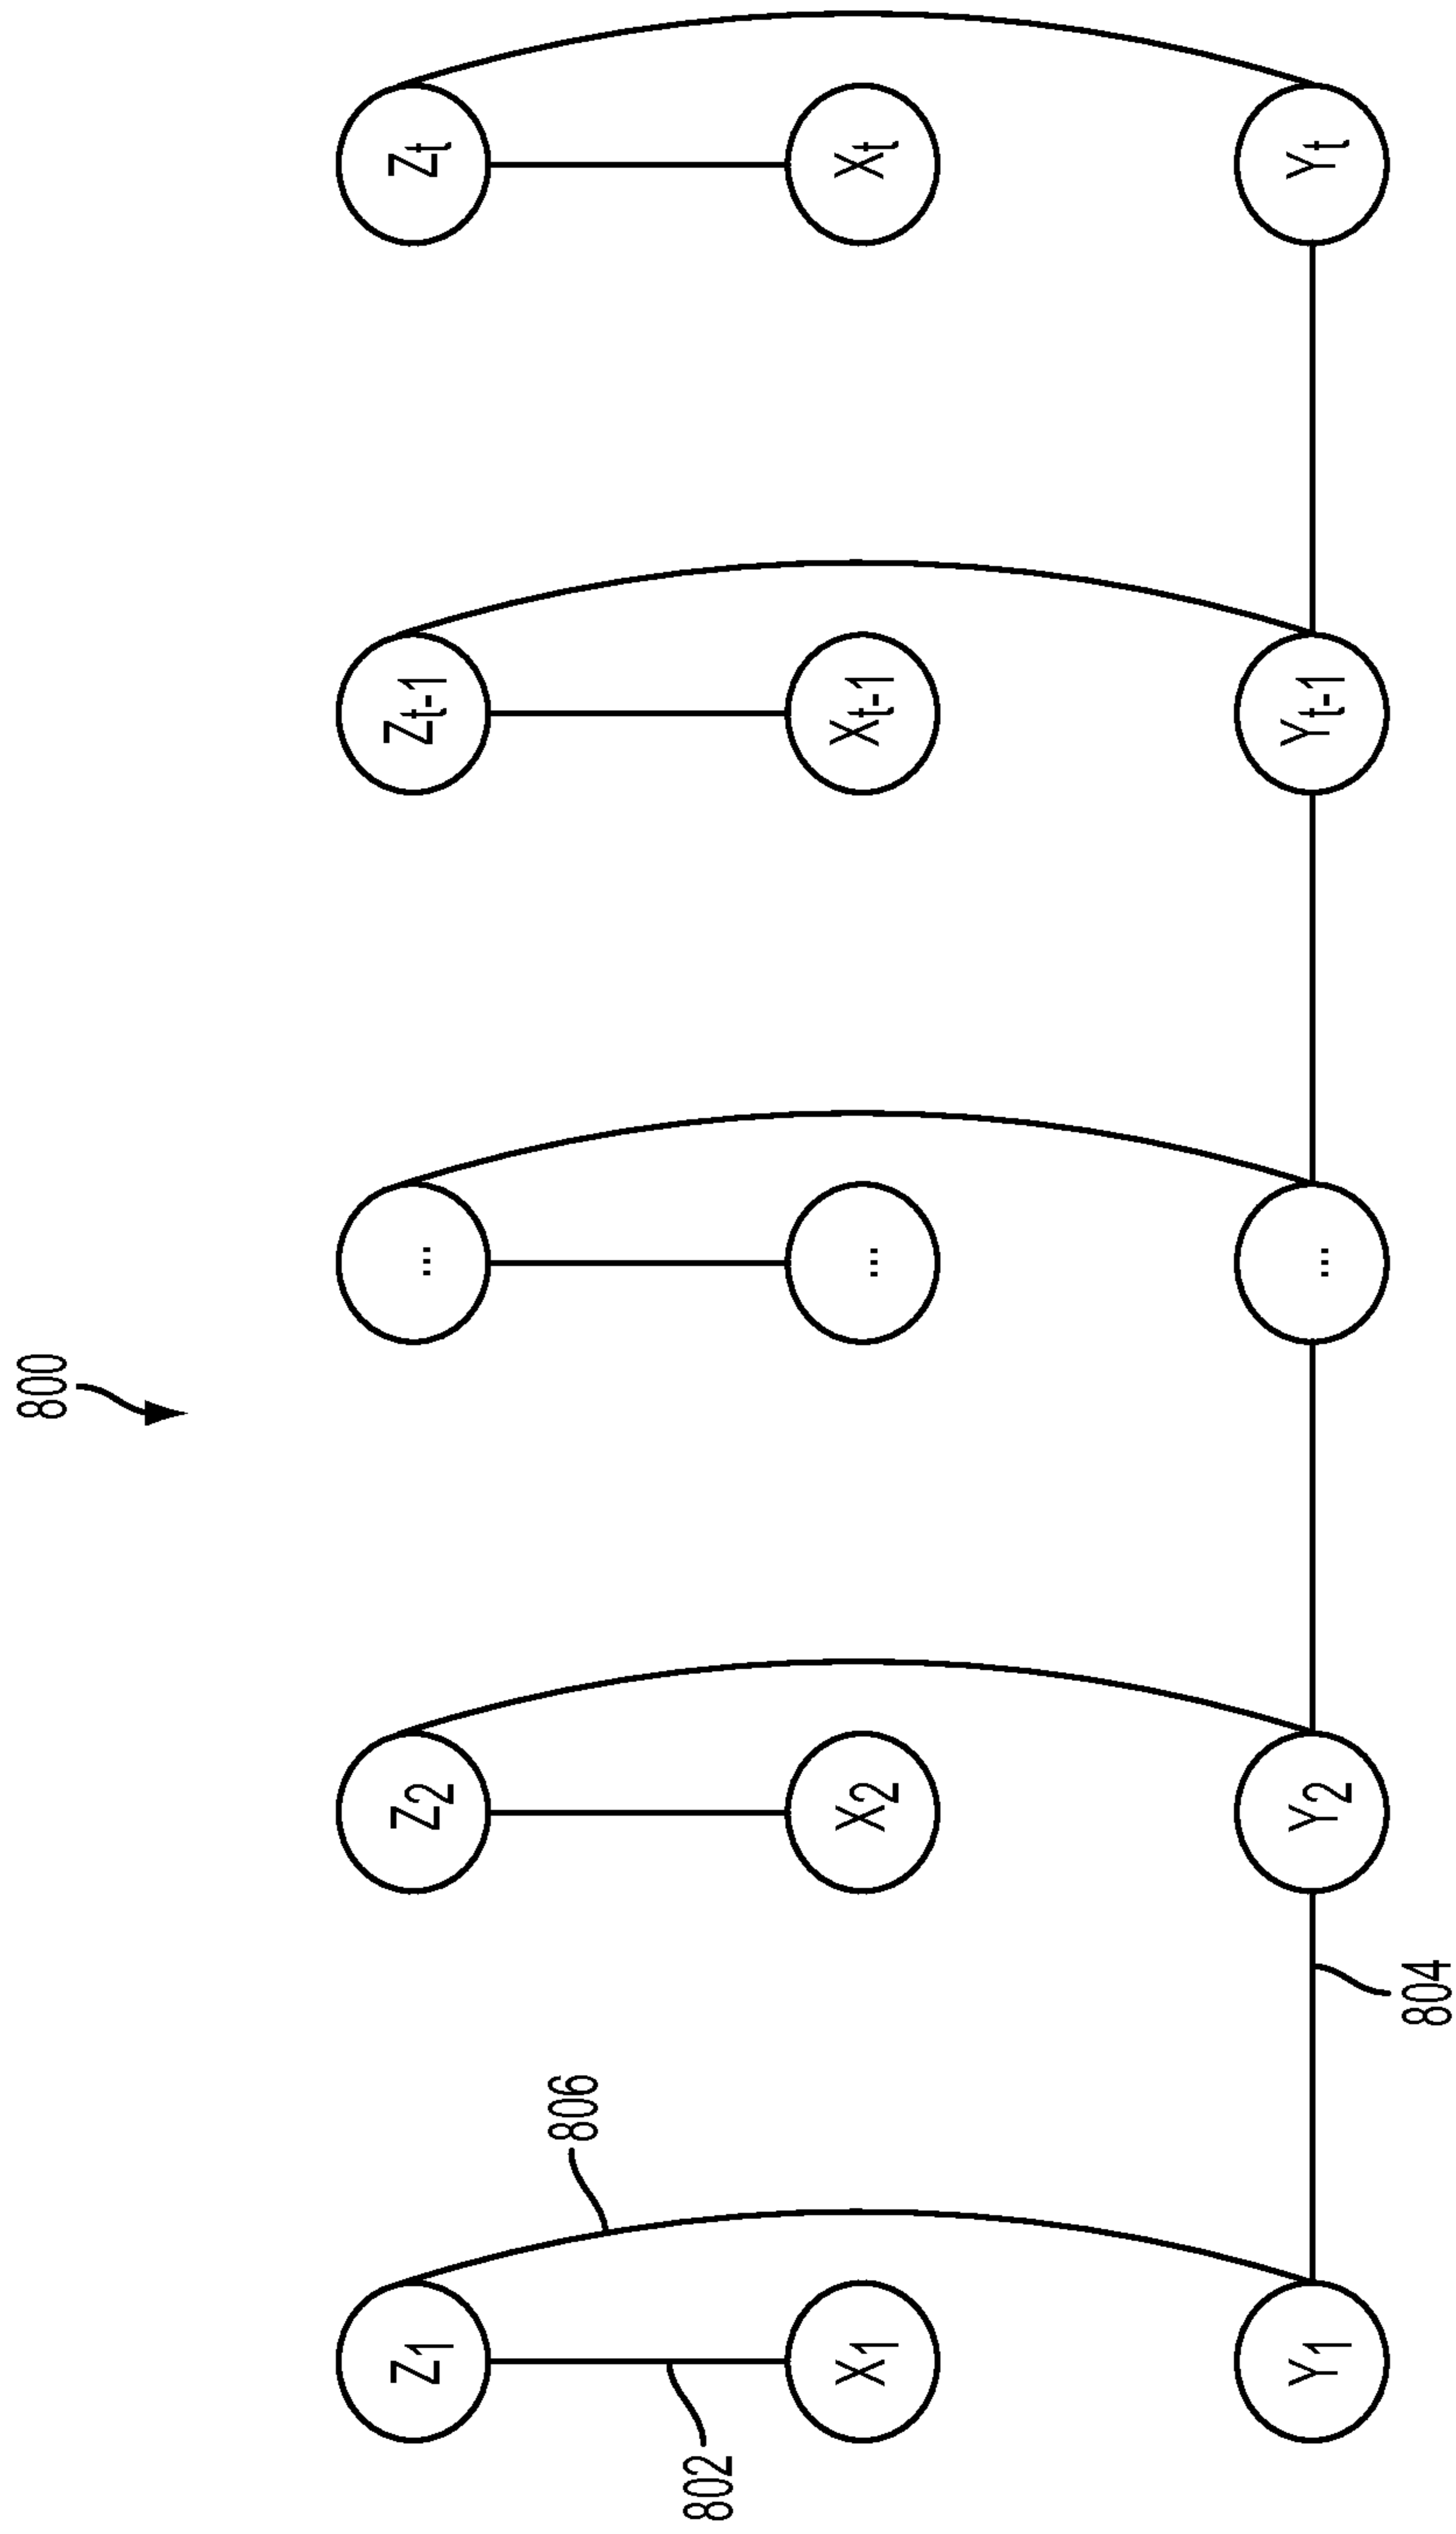 800
Z1 Z2 ... Zt-1 Zt
806
802
X1 X2 ... Xt-1 Xt
Y1 Y2 ... Yt-1 Yt
804